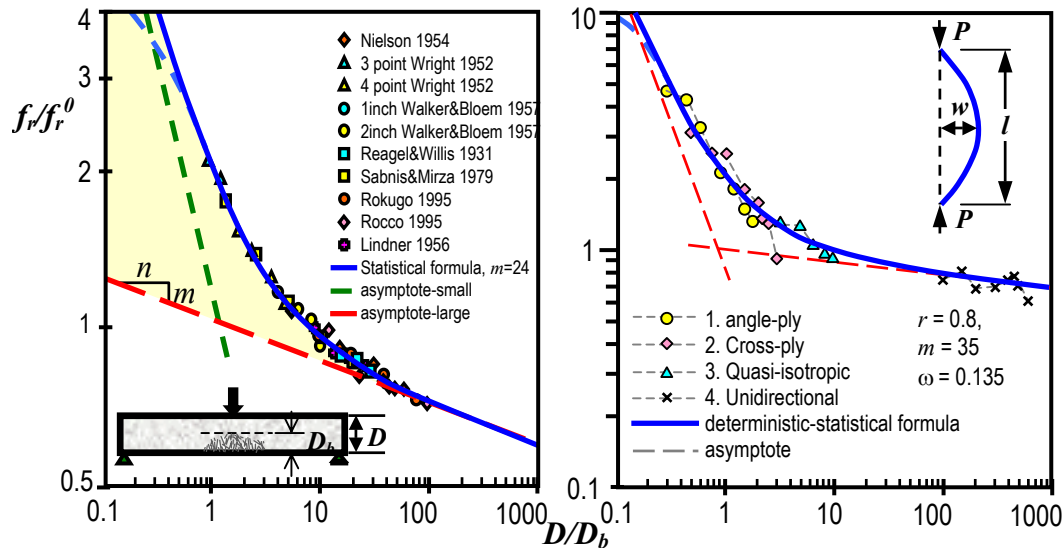 4
3
2
1
0.5
f_r/f_r^0
Nielson 1954
3 point Wright 1952
4 point Wright 1952
1inch Walker&Bloem 1957
2inch Walker&Bloem 1957
Reagel&Willis 1931
Sabnis&Mirza 1979
Rokugo 1995
Rocco 1995
Lindner 1956
Statistical formula, m=24
asymptote-small
asymptote-large
n
m
D_b
D
0.1 1 10 100 1000
D/D_b
10
1
0.1
P
w
l
P
1. angle-ply
2. Cross-ply
3. Quasi-isotropic
4. Unidirectional
deterministic-statistical formula
asymptote
r = 0.8,
m = 35
ω = 0.135
0.1 1 10 100 1000